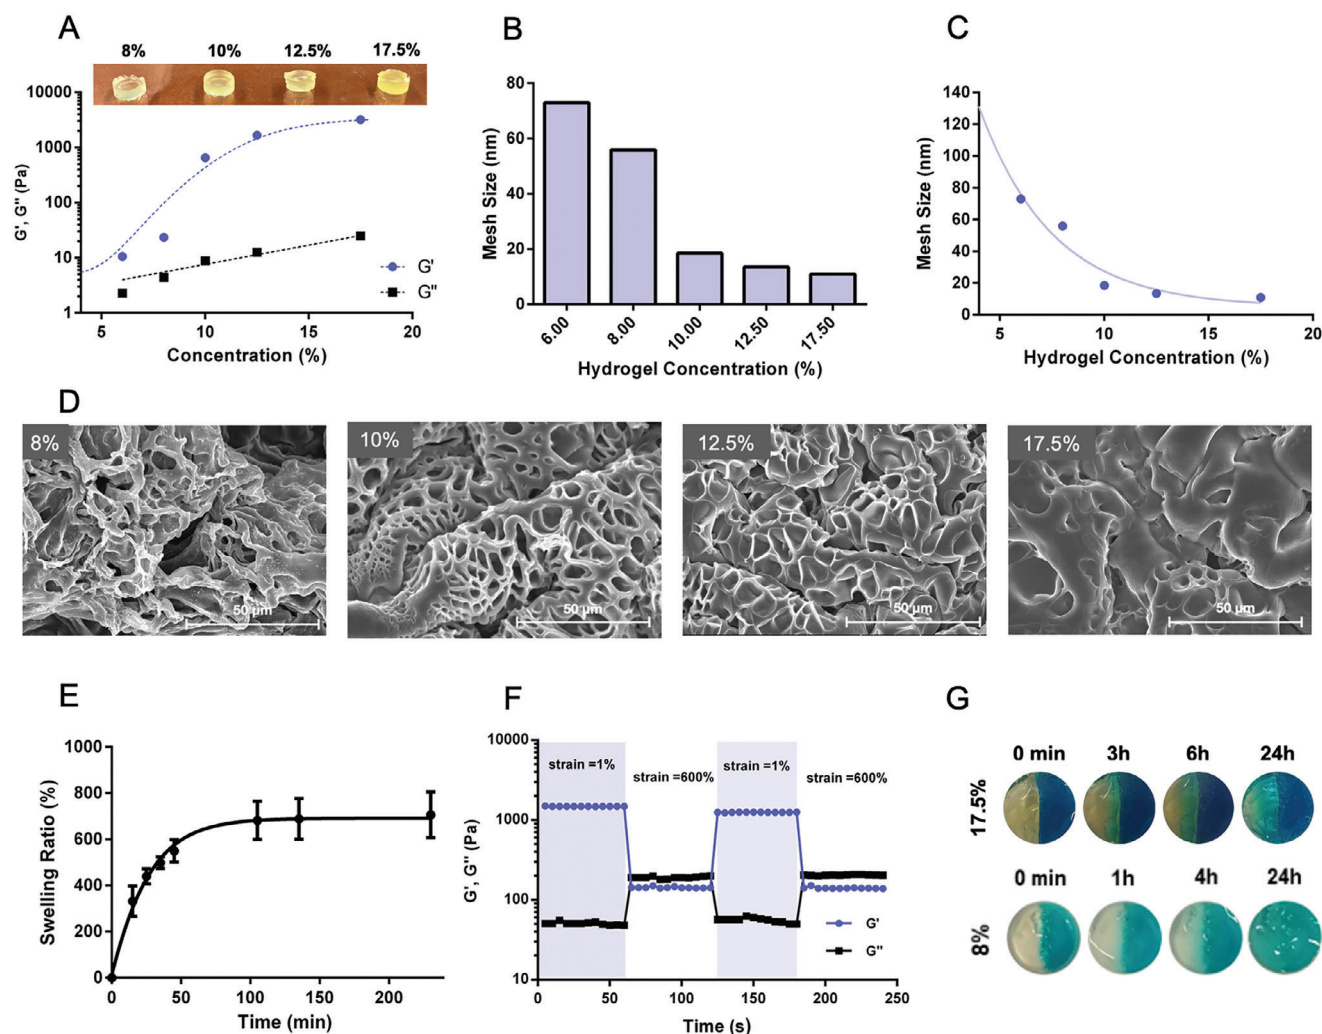 A
8% 10% 12.5% 17.5%
G', G'' (Pa)
10000
1000
100
10
1
5 10 15 20
Concentration (%)
G'
G''
B
Mesh Size (nm)
80
60
40
20
0
6.00 8.00 10.00 12.50 17.50
Hydrogel Concentration (%)
C
Mesh Size (nm)
140
120
100
80
60
40
20
0
5 10 15 20
Hydrogel Concentration (%)
D
8%
50 µm
10%
50 µm
12.5%
50 µm
17.5%
50 µm
E
Swelling Ratio (%)
1000
800
600
400
200
0
0 50 100 150 200
Time (min)
F
G', G'' (Pa)
10000
1000
100
10
strain =1%
strain =600%
strain =1%
strain =600%
G'
G''
0 50 100 150 200 250
Time (s)
G
0 min 3h 6h 24h
17.5%
0 min 1h 4h 24h
8%